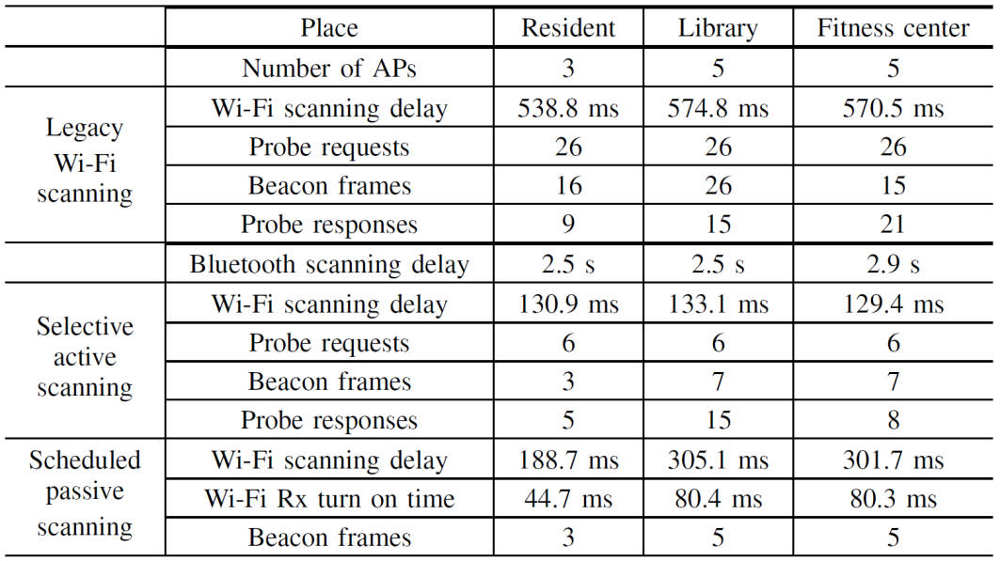 Place Resident Library Fitness center
Number of APs 3 5 5
Legacy Wi-Fi scanning
Wi-Fi scanning delay 538.8 ms 574.8 ms 570.5 ms
Probe requests 26 26 26
Beacon frames 16 26 15
Probe responses 9 15 21
Bluetooth scanning delay 2.5 s 2.5 s 2.9 s
Selective active scanning
Wi-Fi scanning delay 130.9 ms 133.1 ms 129.4 ms
Probe requests 6 6 6
Beacon frames 3 7 7
Probe responses 5 15 8
Scheduled passive scanning
Wi-Fi scanning delay 188.7 ms 305.1 ms 301.7 ms
Wi-Fi Rx turn on time 44.7 ms 80.4 ms 80.3 ms
Beacon frames 3 5 5